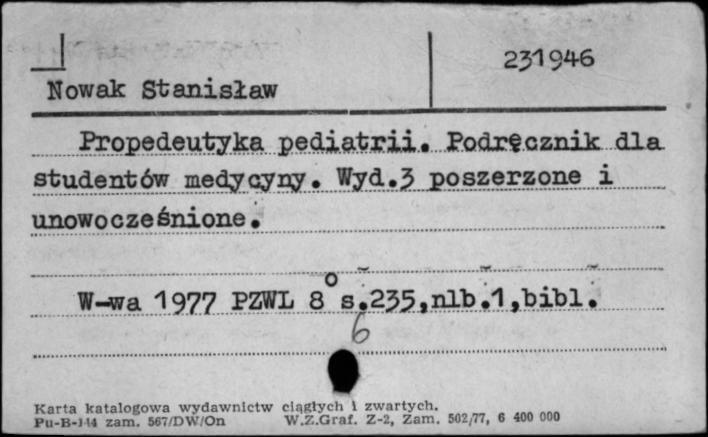 231946
Nowak Stanisław
Propedeutyka pediatrii. Podręcznik dla
studentów medycyny. Wyd.3 poszerzone i
unowocześnione.
W-wa 1977 PZWL 8° s.235,nlb.1,bibl.
6
Karta katalogowa wydawnictw ciągłych i zwartych.
Pu-B-144 zam. 567/DW/On W.Z.Graf. Z-2, Zam. 502/77, 6 400 000